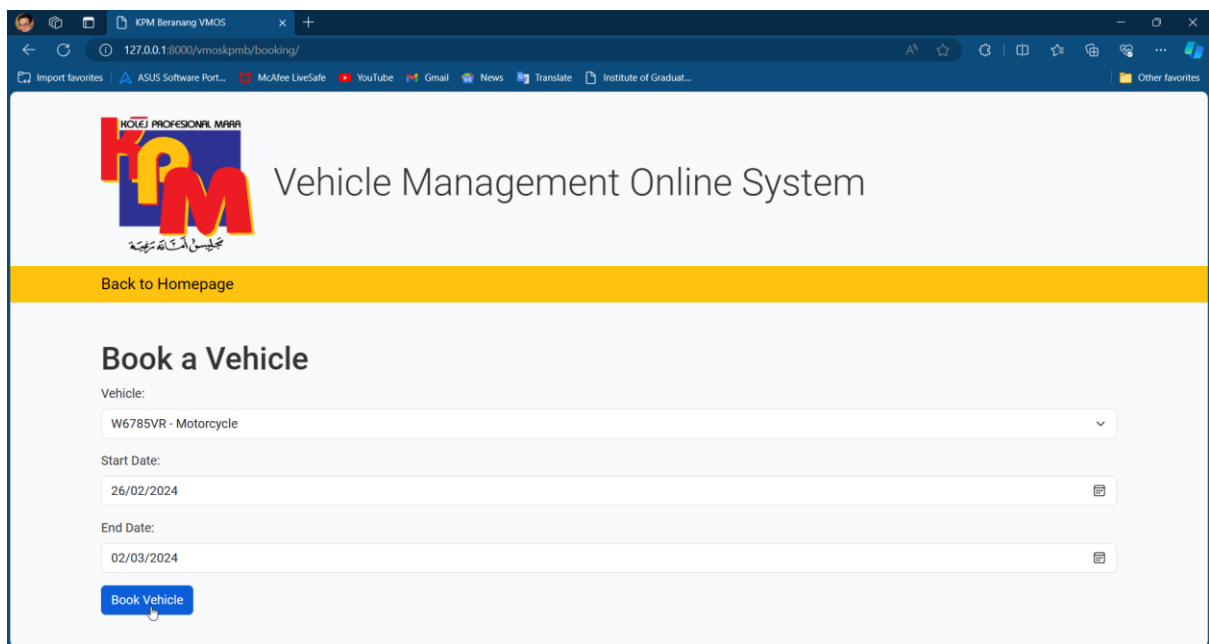 KPM Beranang VMOS
127.0.0.1:8000/vmoskpmb/booking/
Import favorites
ASUS Software Port...
McAfee LiveSafe
YouTube
Gmail
News
Translate
Institute of Graduat...
Other favorites
KOLEJ PROFESIONAL MARA
KPM
Vehicle Management Online System
Back to Homepage
Book a Vehicle
Vehicle:
W6785VR - Motorcycle
Start Date:
26/02/2024
End Date:
02/03/2024
Book Vehicle